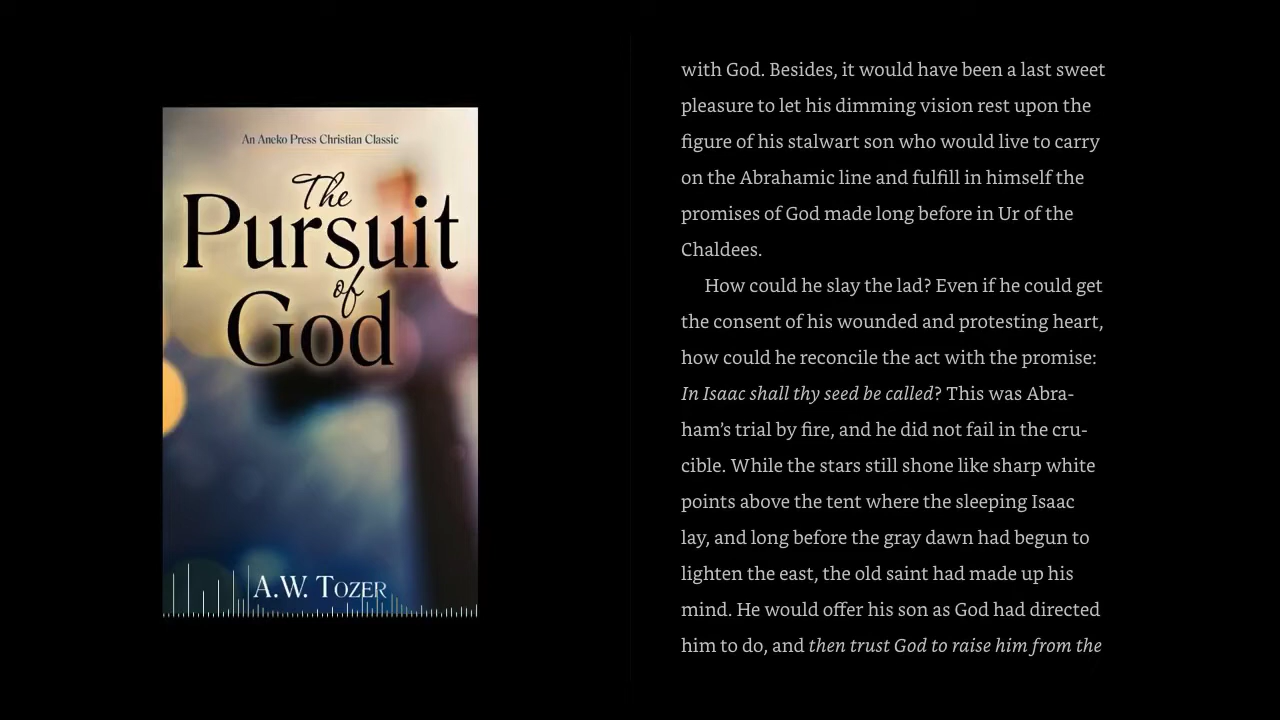 An Aneko Press Christian Classic
The
Pursuit
of
God
A.W. Tozer
with God. Besides, it would have been a last sweet
pleasure to let his dimming vision rest upon the
figure of his stalwart son who would live to carry
on the Abrahamic line and fulfill in himself the
promises of God made long before in Ur of the
Chaldees.
How could he slay the lad? Even if he could get
the consent of his wounded and protesting heart,
how could he reconcile the act with the promise:
In Isaac shall thy seed be called? This was Abra-
ham’s trial by fire, and he did not fail in the cru-
cible. While the stars still shone like sharp white
points above the tent where the sleeping Isaac
lay, and long before the gray dawn had begun to
lighten the east, the old saint had made up his
mind. He would offer his son as God had directed
him to do, and then trust God to raise him from the